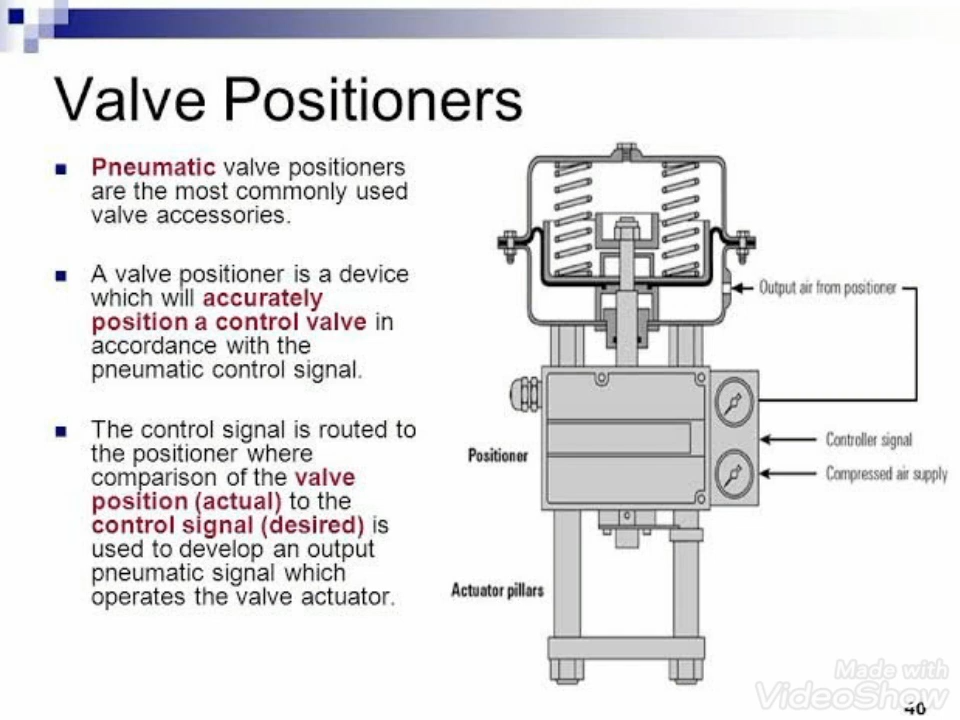 Valve Positioners
Pneumatic valve positioners
are the most commonly used
valve accessories.
A valve positioner is a device
which will accurately
position a control valve in
accordance with the
pneumatic control signal.
The control signal is routed to
the positioner where
comparison of the valve
position (actual) to the
control signal (desired) is
used to develop an output
pneumatic signal which
operates the valve actuator.
Output air from positioner
Controller signal
Positioner
Compressed air supply
Actuator pillars
Made with
VideoShow
40